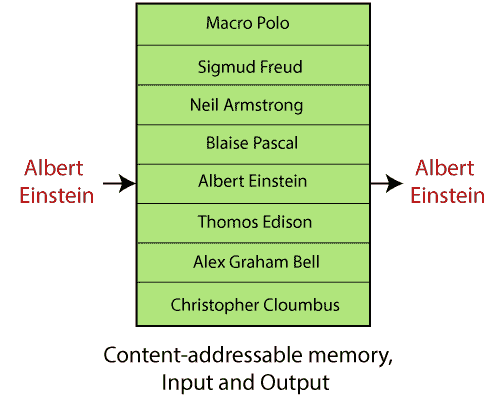 Macro Polo
Sigmud Freud
Neil Armstrong
Blaise Pascal
Albert
Einstein
Albert Einstein
Albert
Einstein
Thomos Edison
Alex Graham Bell
Christopher Cloumbus
Content-addressable memory,
Input and Output